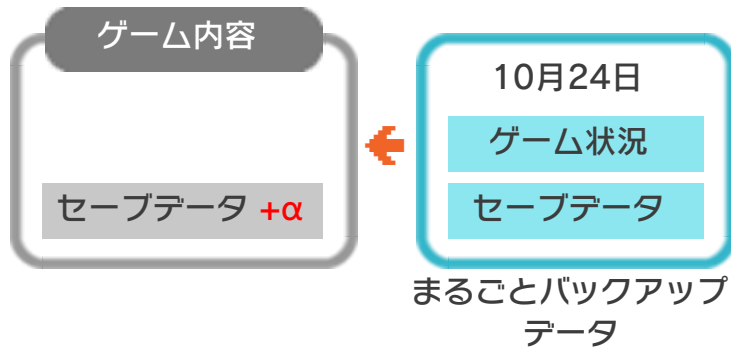 ゲーム内容
セーブデータ +α
10月24日
ゲーム状況
セーブデータ
まるごとバックアップ
データ